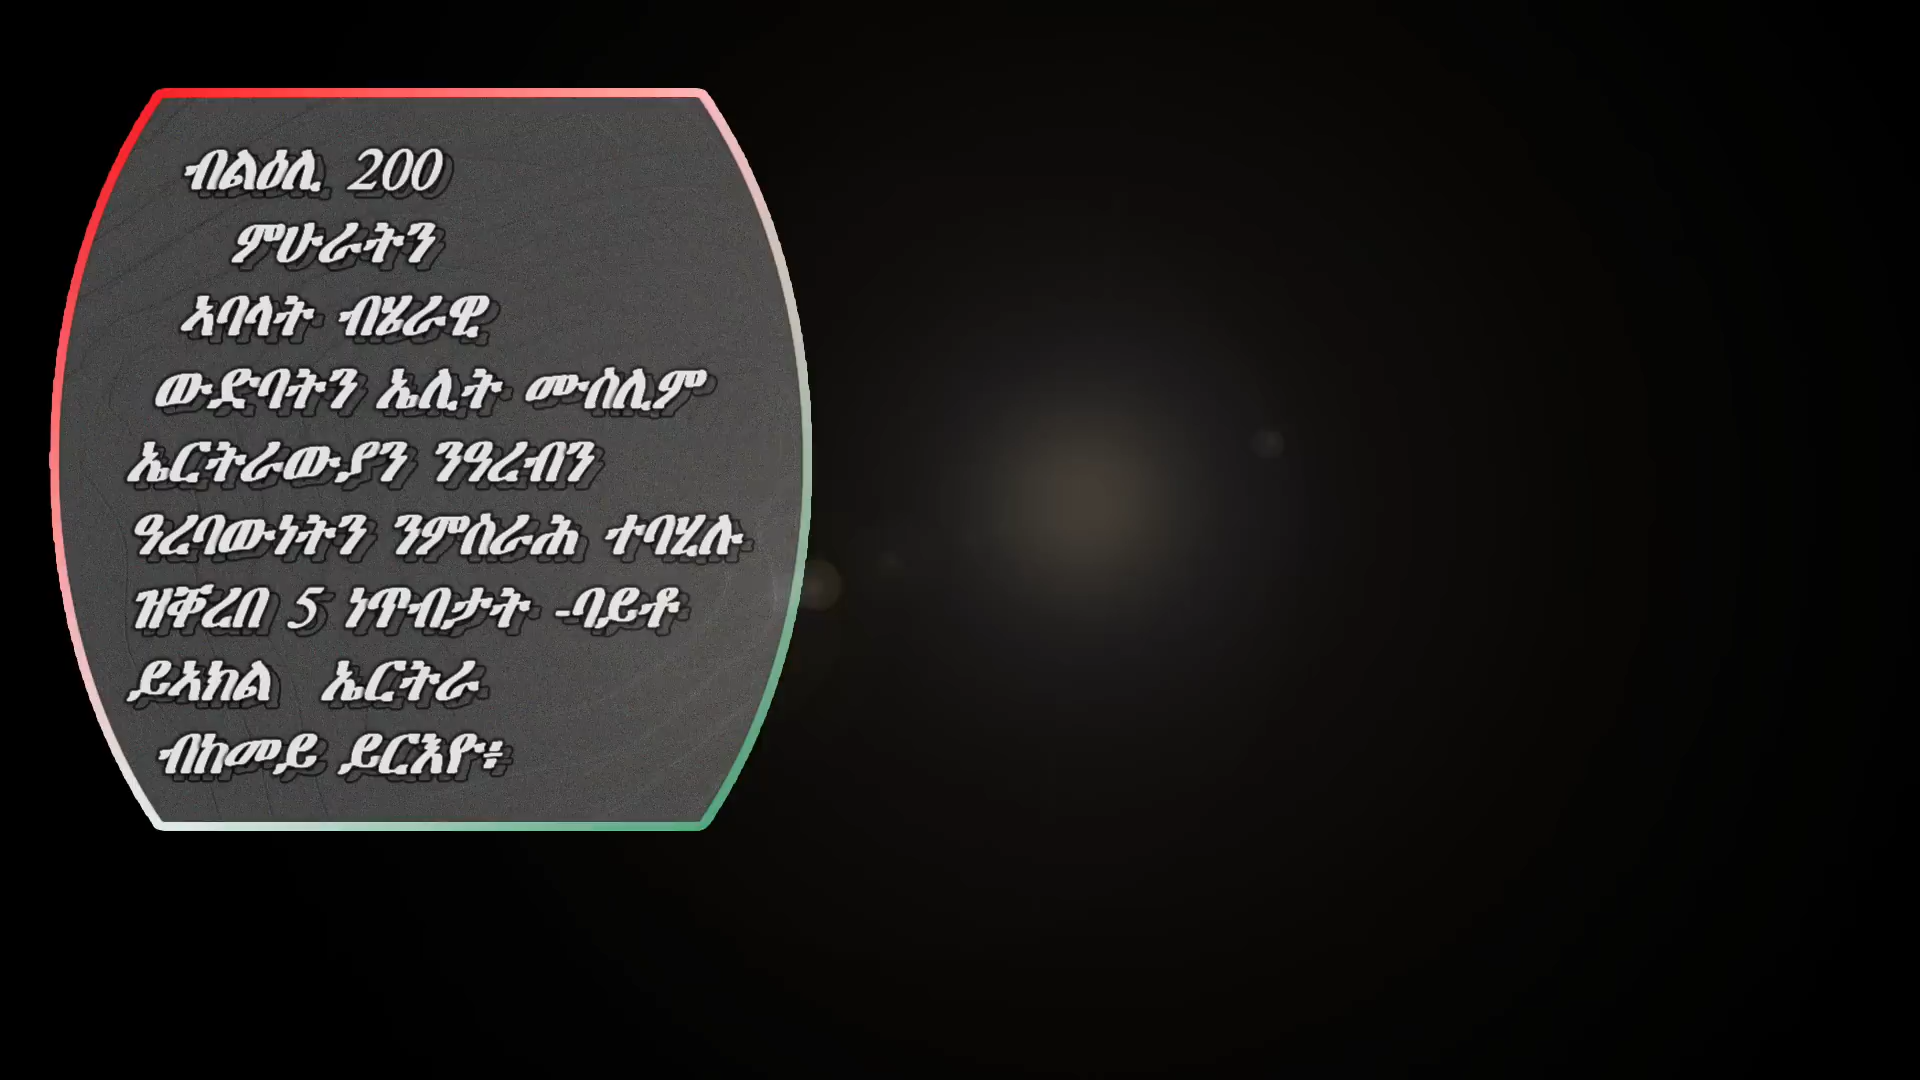 ብልዕሊ 200
ምሁራትን
ኣባላት ብሄራዊ
ውድባትን ኤሊት ሙስሊም
ኤርትራውያን ንዓረብን
ዓረባውነትን ንምስራሕ ተባሂሉ
ዝቐረበ 5 ነጥብታት -ባይቶ
ይኣክል ኤርትራ
ብከመይ ይርእዮ፧